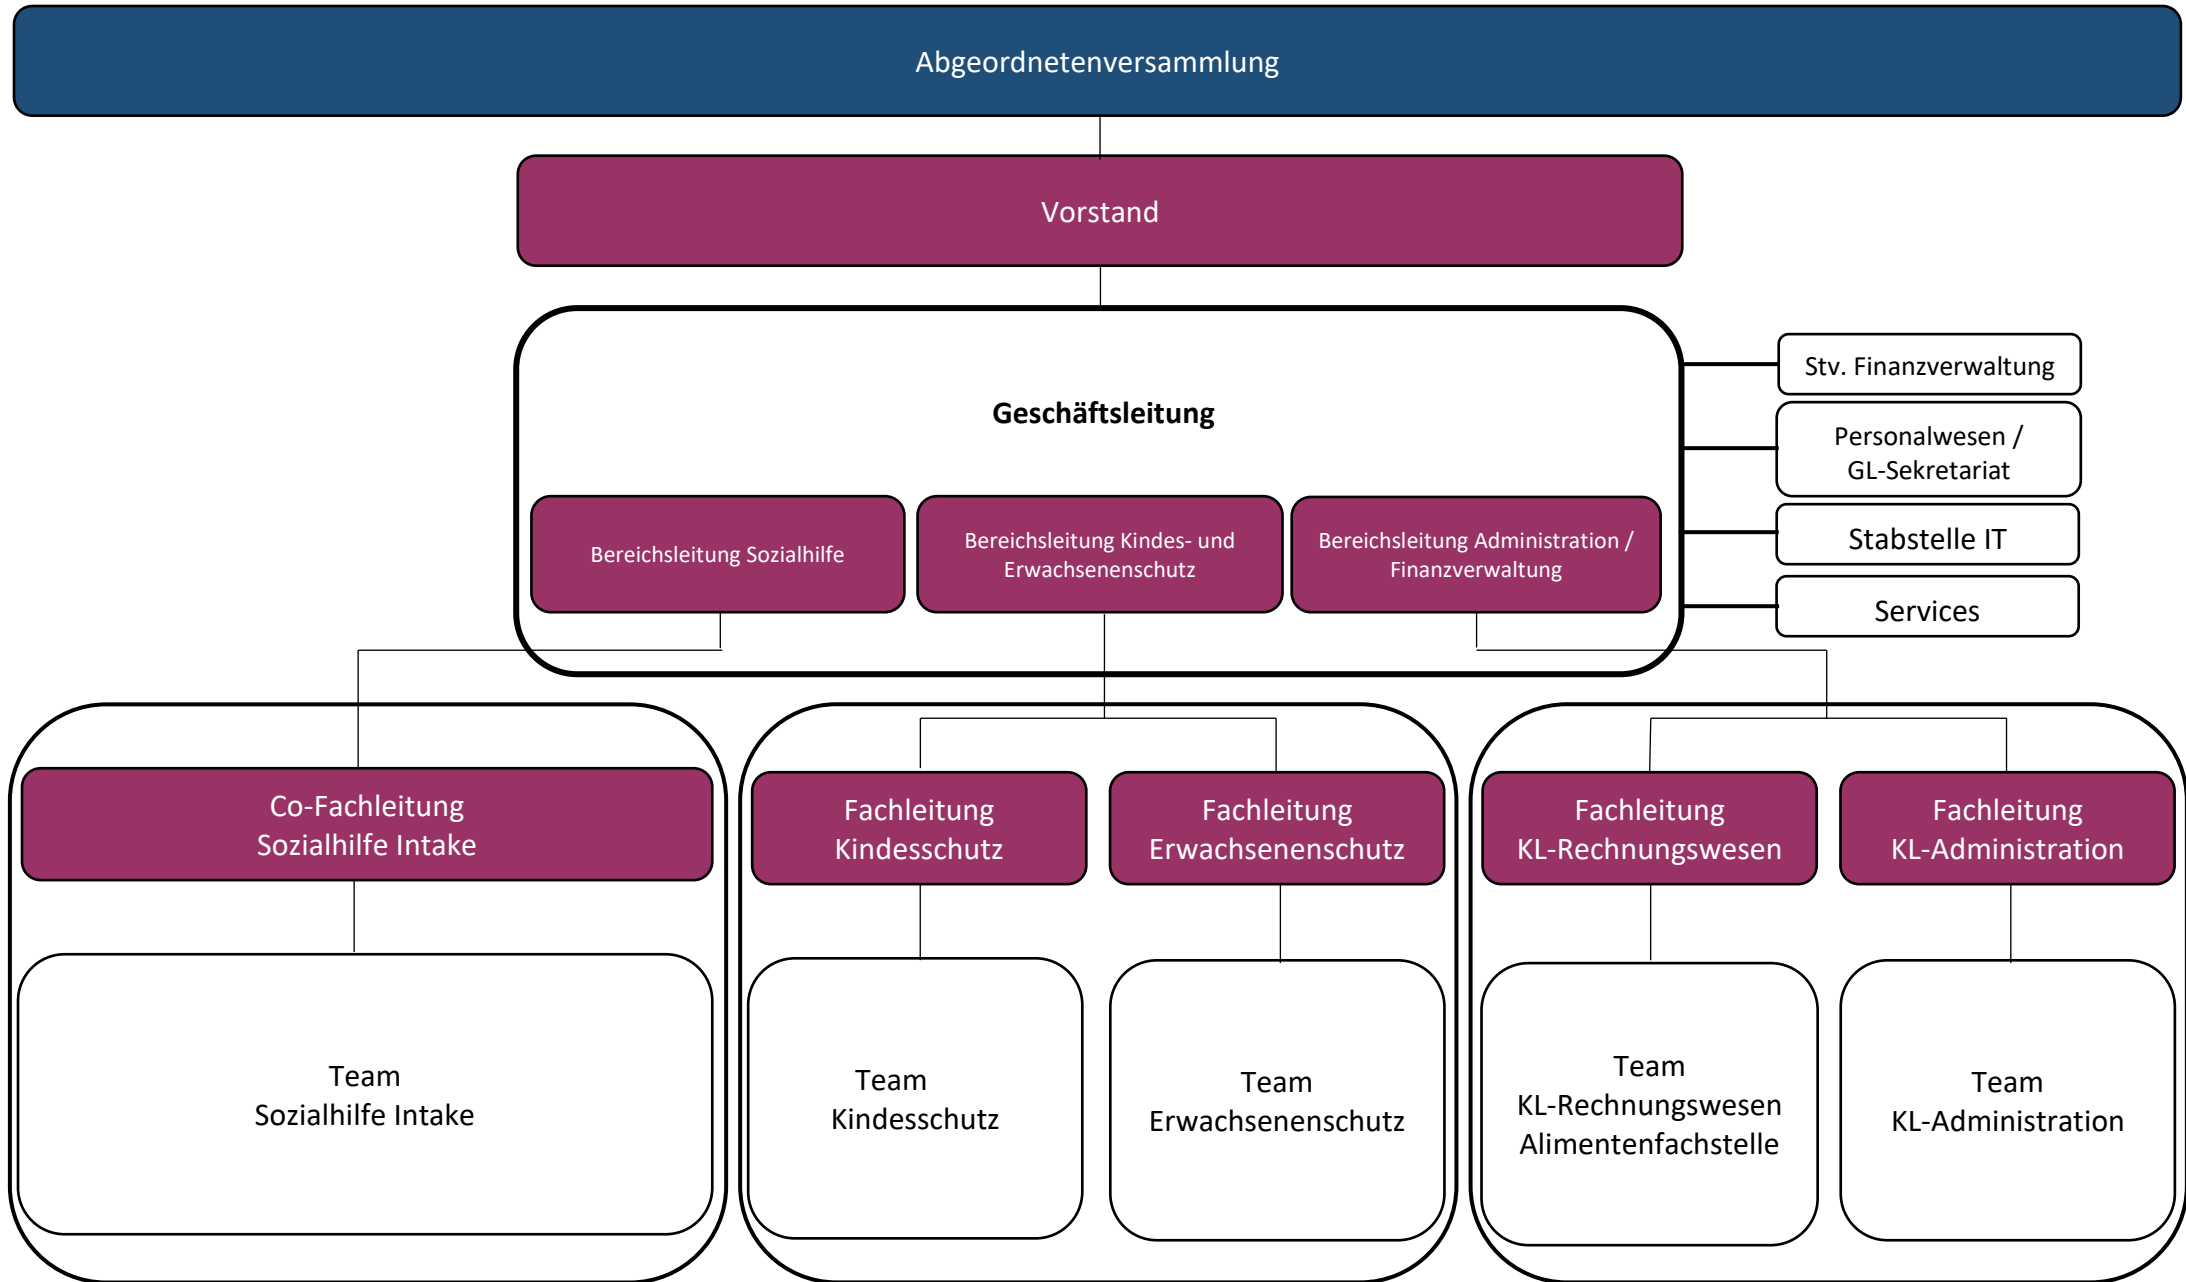 Abgeordnetenversammlung
Vorstand
Geschäftsleitung
Stv. Finanzverwaltung
Personalwesen /
GL-Sekretariat
Stabstelle IT
Services
Bereichsleitung Sozialhilfe
Bereichsleitung Kindes- und
Erwachsenenschutz
Bereichsleitung Administration /
Finanzverwaltung
Co-Fachleitung
Sozialhilfe Intake
Fachleitung
Kindesschutz
Fachleitung
Erwachsenenschutz
Fachleitung
KL-Rechnungswesen
Fachleitung
KL-Administration
Team
Sozialhilfe Intake
Team
Kindesschutz
Team
Erwachsenenschutz
Team
KL-Rechnungswesen
Alimentenfachstelle
Team
KL-Administration